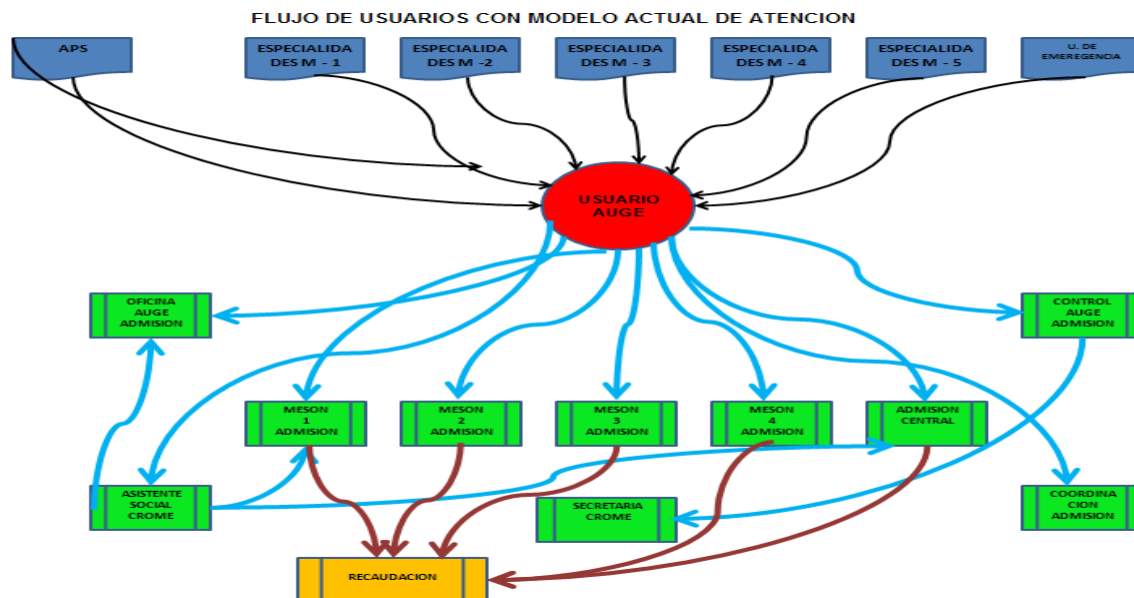 FLUJO DE USUARIOS CON MODELO ACTUAL DE ATENCION
APS
ESPECIALIDA
DES M - 1
ESPECIALIDA
DES M -2
ESPECIALIDA
DES M - 3
ESPECIALIDA
DES M - 4
ESPECIALIDA
DES M - 5
U. DE
EMEREGENCIA
USUARIO
AUGE
OFICINA
AUGE
ADMISION
CONTROL
AUGE
ADMISION
MESON
1
ADMISION
MESON
2
ADMISION
MESON
3
ADMISION
MESON
4
ADMISION
ADMISION
CENTRAL
ASISTENTE
SOCIAL
CROME
SECRETARIA
CROME
COORDINA
CION
ADMISION
RECAUDACION